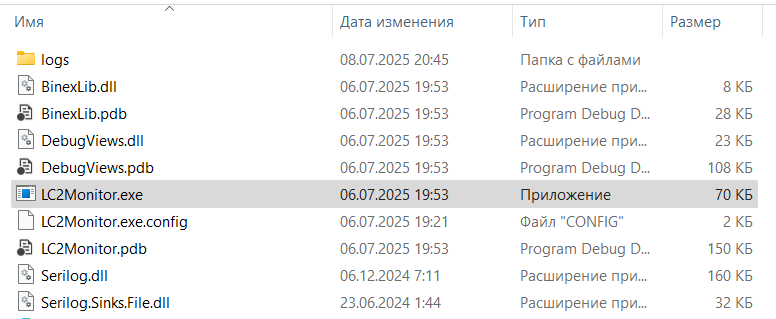 Имя Дата изменения Тип Размер
logs 08.07.2025 20:45 Папка с файлами
BinexLib.dll 06.07.2025 19:53 Расширение при... 8 КБ
BinexLib.pdb 06.07.2025 19:53 Program Debug D... 28 КБ
DebugViews.dll 06.07.2025 19:53 Расширение при... 23 КБ
DebugViews.pdb 06.07.2025 19:53 Program Debug D... 108 КБ
LC2Monitor.exe 06.07.2025 19:53 Приложение 70 КБ
LC2Monitor.exe.config 06.07.2025 19:21 Файл "CONFIG" 2 КБ
LC2Monitor.pdb 06.07.2025 19:53 Program Debug D... 150 КБ
Serilog.dll 06.12.2024 7:11 Расширение при... 160 КБ
Serilog.Sinks.File.dll 23.06.2024 1:44 Расширение при... 32 КБ